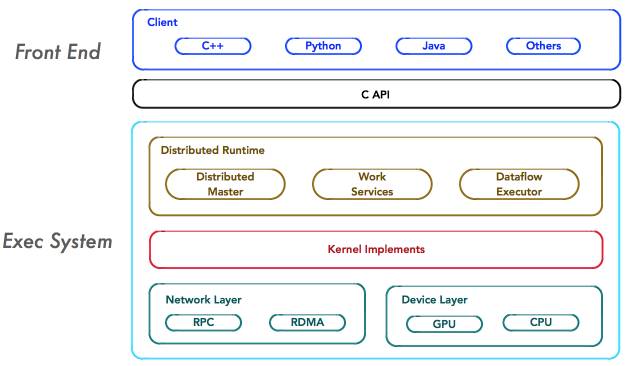 Front End
Client
C++
Python
Java
Others
C API
Exec System
Distributed Runtime
Distributed
Master
Work
Services
Dataflow
Executor
Kernel Implements
Network Layer
RPC
RDMA
Device Layer
GPU
CPU